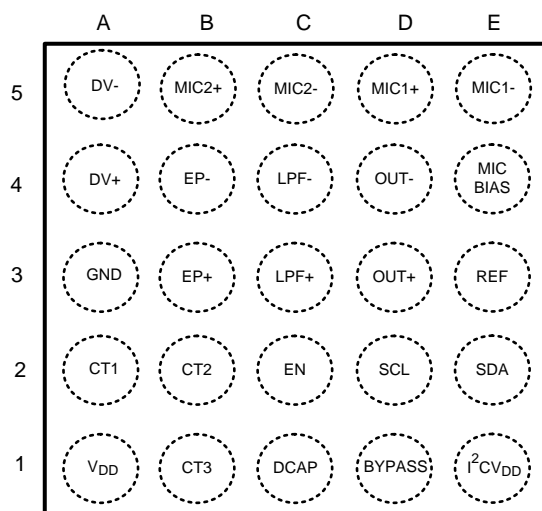 A B C D E
5 DV- MIC2+ MIC2- MIC1+ MIC1-
4 DV+ EP- LPF- OUT- MIC BIAS
3 GND EP+ LPF+ OUT+ REF
2 CT1 CT2 EN SCL SDA
1 VDD CT3 DCAP BYPASS I²CVDD